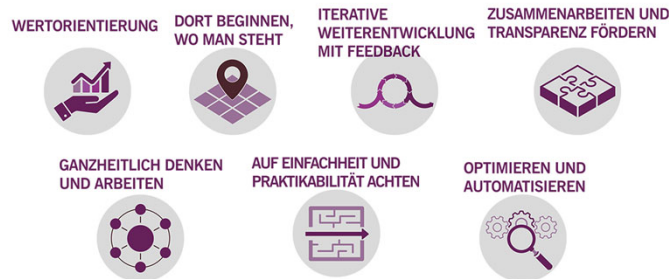 WERTORIENTIERUNG
DORT BEGINNEN,
WO MAN STEHT
ITERATIVE
WEITERENTWICKLUNG
MIT FEEDBACK
ZUSAMMENARBEITEN UND
TRANSPARENZ FÖRDERN
GANZHEITLICH DENKEN
UND ARBEITEN
AUF EINFACHHEIT UND
PRAKTIKABILITÄT ACHTEN
OPTIMIEREN UND
AUTOMATISIEREN